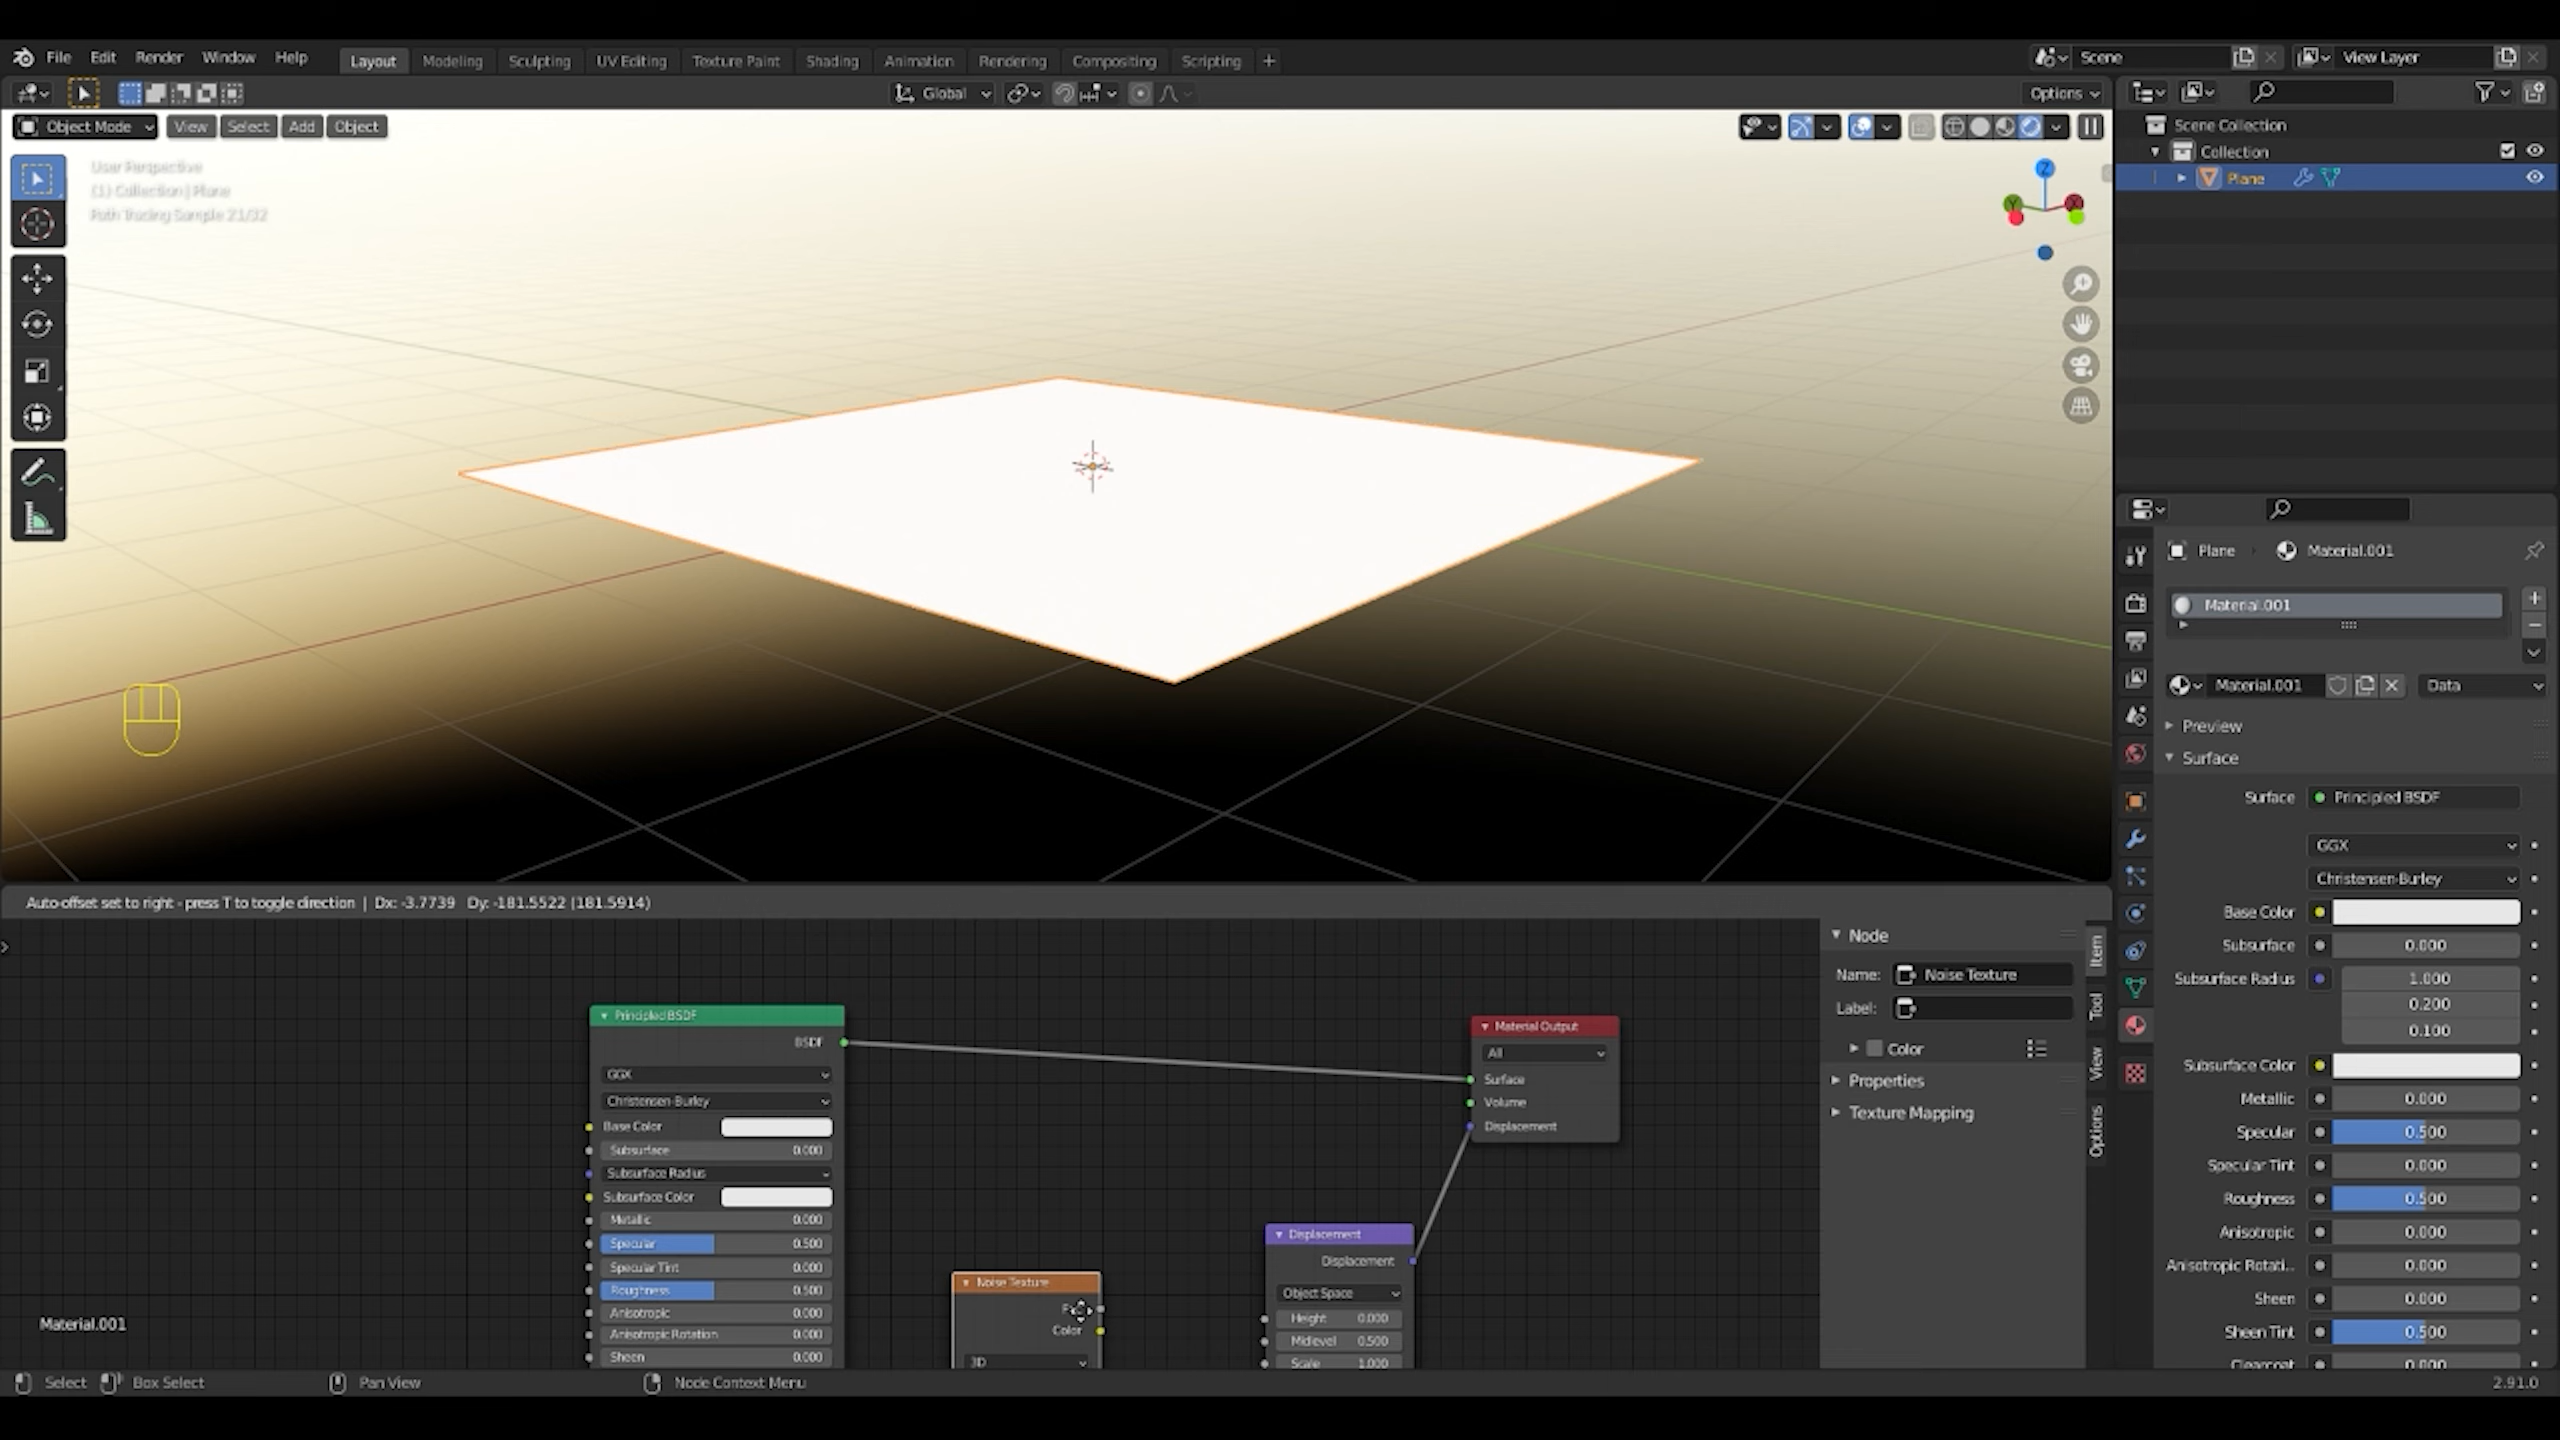 File Edit Render Window Help Layout Modeling Sculpting UV Editing Texture Paint Shading Animation Rendering Compositing Scripting + Scene View Layer
Global Options
Object Mode View Select Add Object
User Perspective
(1) Collection | Plane
Path Tracing Sample 21/32
Z
Y
X
Scene Collection
Collection
Plane
Plane Material.001
Material.001
Material.001 Data
Preview
Surface
Surface Principled BSDF
GGX
Christensen-Burley
Base Color
Subsurface 0.000
Subsurface Radius 1.000
0.200
0.100
Subsurface Color
Metallic 0.000
Specular 0.500
Specular Tint 0.000
Roughness 0.500
Anisotropic 0.000
Anisotropic Rotati... 0.000
Sheen 0.000
Sheen Tint 0.500
Clearcoat 0.000
Auto-offset set to right - press T to toggle direction | Dx: -3.7739 Dy: -181.5522 (181.5914)
Principled BSDF
BSDF
GGX
Christensen-Burley
Base Color
Subsurface 0.000
Subsurface Radius
Subsurface Color
Metallic 0.000
Specular 0.500
Specular Tint 0.000
Roughness 0.500
Anisotropic 0.000
Anisotropic Rotation 0.000
Sheen 0.000
Noise Texture
Color
3D
Displacement
Displacement
Object Space
Height 0.000
Midlevel 0.500
Scale 1.000
Material Output
All
Surface
Volume
Displacement
Node
Name: Noise Texture
Label:
Color
Properties
Texture Mapping
Item
Tool
View
Options
Material.001
Select Box Select Pan View Node Context Menu 2.91.0